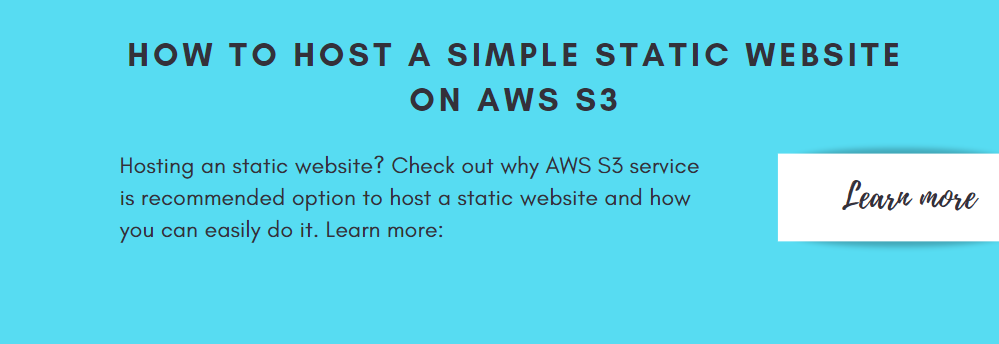 HOW TO HOST A SIMPLE STATIC WEBSITE
ON AWS S3
Hosting an static website? Check out why AWS S3 service
is recommended option to host a static website and how
you can easily do it. Learn more:
Learn more